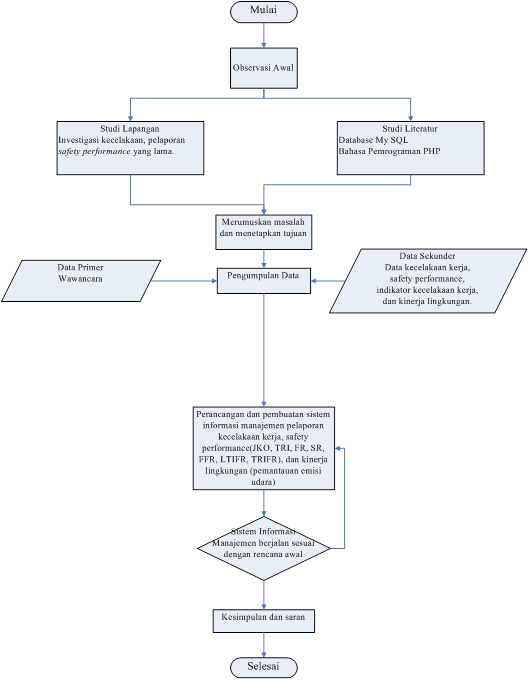 Mulai
Observasi Awal
Studi Lapangan
Investigasi kecelakaan, pelaporan
safety performance yang lama.
Studi Literatur
Database My SQL
Bahasa Pemrograman PHP
Merumuskan masalah
dan menetapkan tujuan
Data Primer
Wawancara
Pengumpulan Data
Data Sekunder
Data kecelakaan kerja,
safety performance,
indikator kecelakaan kerja,
dan kinerja lingkungan.
Perancangan dan pembuatan sistem
informasi manajemen pelaporan
kecelakaan kerja, safety
performance(JKO, TRI, FR, SR,
FFR, LTIFR, TRIFR), dan kinerja
lingkungan (pemantauan emisi
udara)
Sistem Informasi
Manajemen berjalan sesuai
dengan rencana awal
Kesimpulan dan saran
Selesai